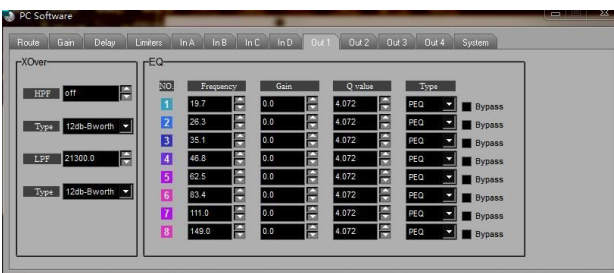 PC Software
Route Gain Delay Limiters In A In B In C In D Out 1 Out 2 Out 3 Out 4 System
XOver
HPF off
Type 12db-Bworth
LPF 21300.0
Type 12db-Bworth
EQ
NO. Frequency Gain Q value Type
1 19.7 0.0 4.072 PEQ Bypass
2 26.3 0.0 4.072 PEQ Bypass
3 35.1 0.0 4.072 PEQ Bypass
4 46.8 0.0 4.072 PEQ Bypass
5 62.5 0.0 4.072 PEQ Bypass
6 83.4 0.0 4.072 PEQ Bypass
7 111.0 0.0 4.072 PEQ Bypass
8 149.0 0.0 4.072 PEQ Bypass